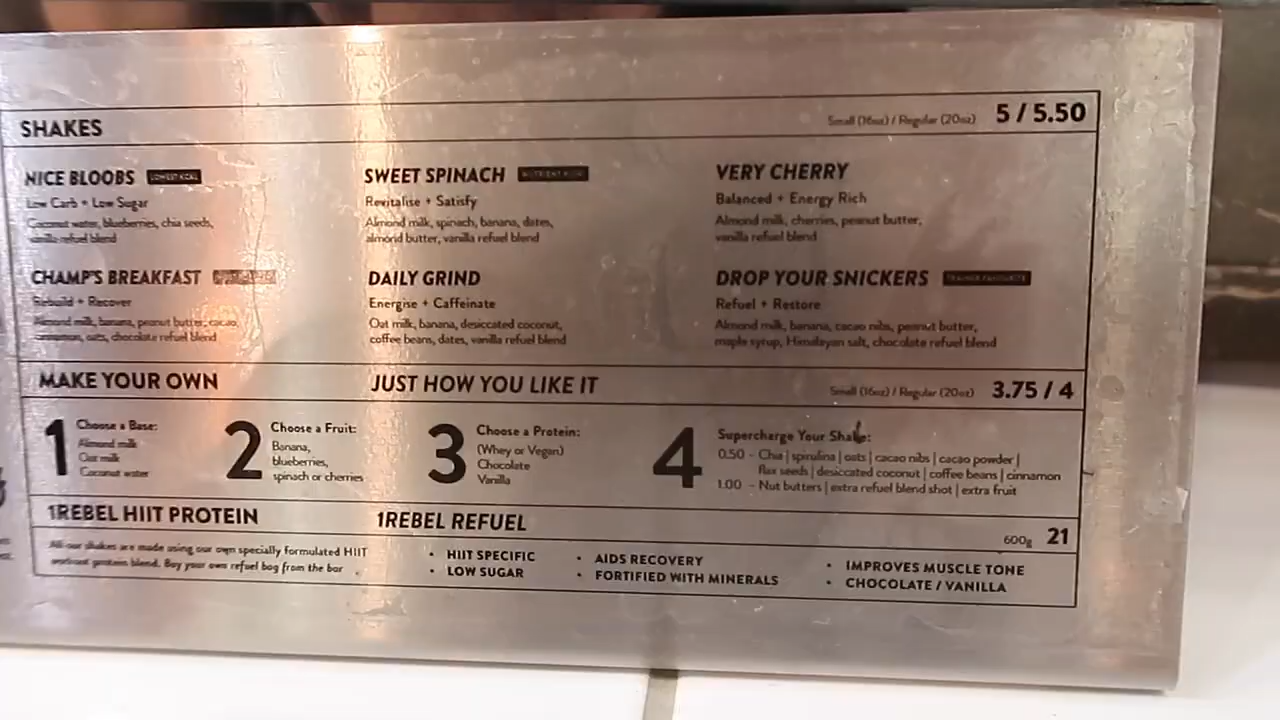 SHAKES Small (16oz) / Regular (20oz) 5 / 5.50
NICE BLOOBS LOWEST KCAL
Low Carb + Low Sugar
Coconut water, blueberries, chia seeds,
vanilla refuel blend
SWEET SPINACH
Revitalise + Satisfy
Almond milk, spinach, banana, dates,
almond butter, vanilla refuel blend
VERY CHERRY
Balanced + Energy Rich
Almond milk, cherries, peanut butter,
vanilla refuel blend
CHAMP'S BREAKFAST
Rebuild + Recover
Almond milk, banana, peanut butter, cacao,
cinnamon, oats, chocolate refuel blend
DAILY GRIND
Energise + Caffeinate
Oat milk, banana, desiccated coconut,
coffee beans, dates, vanilla refuel blend
DROP YOUR SNICKERS TRAINER FAVOURITE
Refuel + Restore
Almond milk, banana, cacao nibs, peanut butter,
maple syrup, Himalayan salt, chocolate refuel blend
MAKE YOUR OWN JUST HOW YOU LIKE IT Small (16oz) / Regular (20oz) 3.75 / 4
1 Choose a Base:
Almond milk
Oat milk
Coconut water
2 Choose a Fruit:
Banana,
blueberries,
spinach or cherries
3 Choose a Protein:
(Whey or Vegan)
Chocolate
Vanilla
4 Supercharge Your Shake:
0.50 - Chia | spirulina | oats | cacao nibs | cacao powder |
flax seeds | desiccated coconut | coffee beans | cinnamon
1.00 - Nut butters | extra refuel blend shot | extra fruit
1REBEL HIIT PROTEIN 1REBEL REFUEL 600g 21
All our shakes are made using our own specially formulated HIIT
workout protein blend. Buy your own refuel bag from the bar
• HIIT SPECIFIC
• LOW SUGAR
• AIDS RECOVERY
• FORTIFIED WITH MINERALS
• IMPROVES MUSCLE TONE
• CHOCOLATE / VANILLA